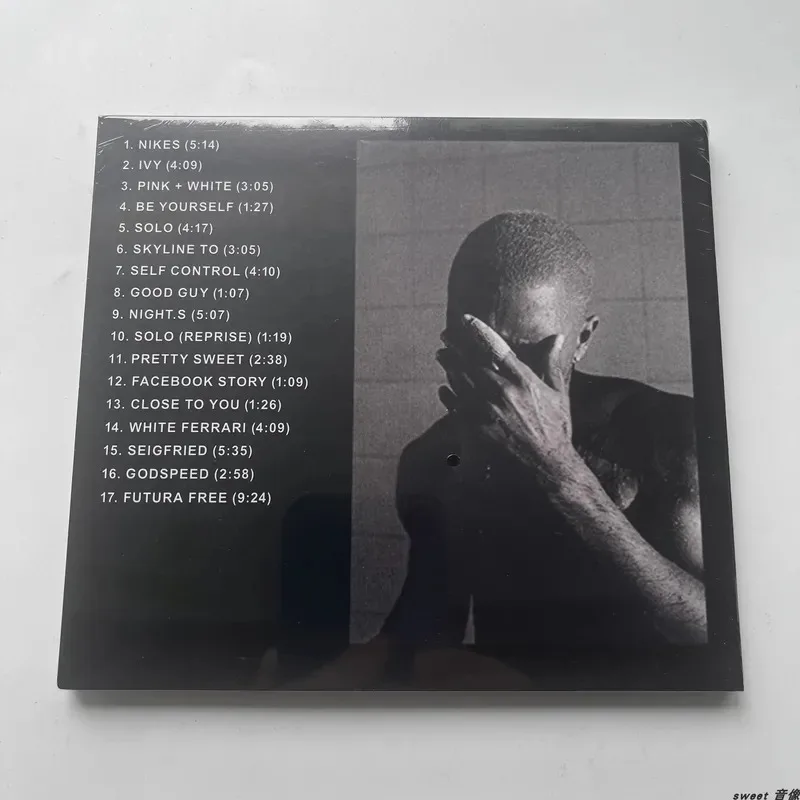 1. NIKES (5:14)
2. IVY (4:09)
3. PINK + WHITE (3:05)
4. BE YOURSELF (1:27)
5. SOLO (4:17)
6. SKYLINE TO (3:05)
7. SELF CONTROL (4:10)
8. GOOD GUY (1:07)
9. NIGHT.S (5:07)
10. SOLO (REPRISE) (1:19)
11. PRETTY SWEET (2:38)
12. FACEBOOK STORY (1:09)
13. CLOSE TO YOU (1:26)
14. WHITE FERRARI (4:09)
15. SEIGFRIED (5:35)
16. GODSPEED (2:58)
17. FUTURA FREE (9:24)
sweet 音像